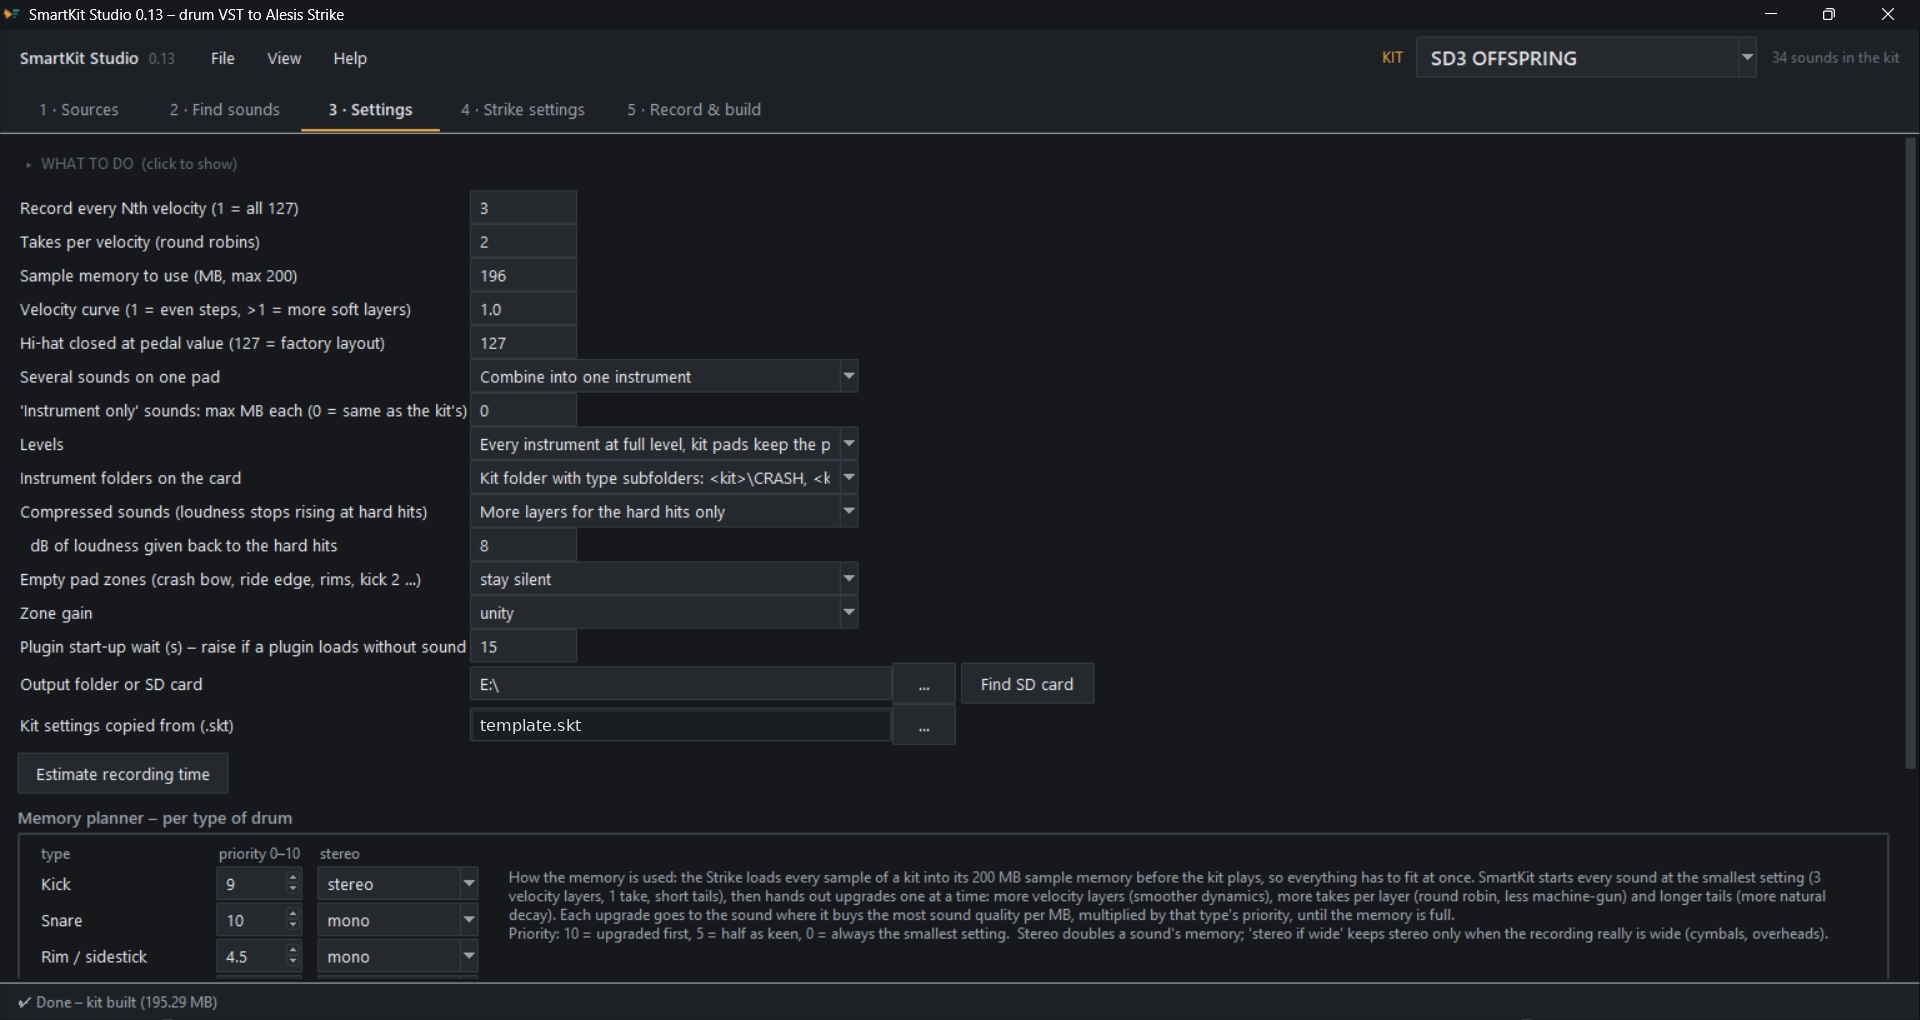 SmartKit Studio 0.13 – drum VST to Alesis Strike
SmartKit Studio 0.13 File View Help KIT SD3 OFFSPRING 34 sounds in the kit
1 · Sources 2 · Find sounds 3 · Settings 4 · Strike settings 5 · Record & build
WHAT TO DO (click to show)
Record every Nth velocity (1 = all 127) 3
Takes per velocity (round robins) 2
Sample memory to use (MB, max 200) 196
Velocity curve (1 = even steps, >1 = more soft layers) 1.0
Hi-hat closed at pedal value (127 = factory layout) 127
Several sounds on one pad Combine into one instrument
'Instrument only' sounds: max MB each (0 = same as the kit's) 0
Levels Every instrument at full level, kit pads keep the p
Instrument folders on the card Kit folder with type subfolders: <kit>\CRASH, <k
Compressed sounds (loudness stops rising at hard hits) More layers for the hard hits only
dB of loudness given back to the hard hits 8
Empty pad zones (crash bow, ride edge, rims, kick 2 ...) stay silent
Zone gain unity
Plugin start-up wait (s) – raise if a plugin loads without sound 15
Output folder or SD card E:\ ... Find SD card
Kit settings copied from (.skt) template.skt ...
Estimate recording time
Memory planner – per type of drum
type priority 0–10 stereo
Kick 9 stereo
Snare 10 mono
Rim / sidestick 4.5 mono
How the memory is used: the Strike loads every sample of a kit into its 200 MB sample memory before the kit plays, so everything has to fit at once. SmartKit starts every sound at the smallest setting (3
velocity layers, 1 take, short tails), then hands out upgrades one at a time: more velocity layers (smoother dynamics), more takes per layer (round robin, less machine-gun) and longer tails (more natural
decay). Each upgrade goes to the sound where it buys the most sound quality per MB, multiplied by that type's priority, until the memory is full.
Priority: 10 = upgraded first, 5 = half as keen, 0 = always the smallest setting. Stereo doubles a sound's memory; 'stereo if wide' keeps stereo only when the recording really is wide (cymbals, overheads).
✔ Done – kit built (195.29 MB)